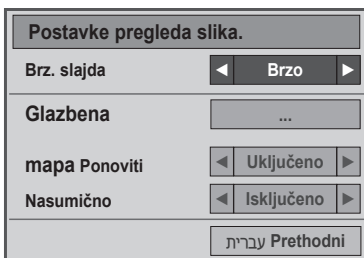 Postavke pregleda slika.
Brz. slajda ◀ Brzo ▶
Glazbena ...
mapa Ponoviti ◀ Uključeno ▶
Nasumično ◀ Isključeno ▶
עברית Prethodni